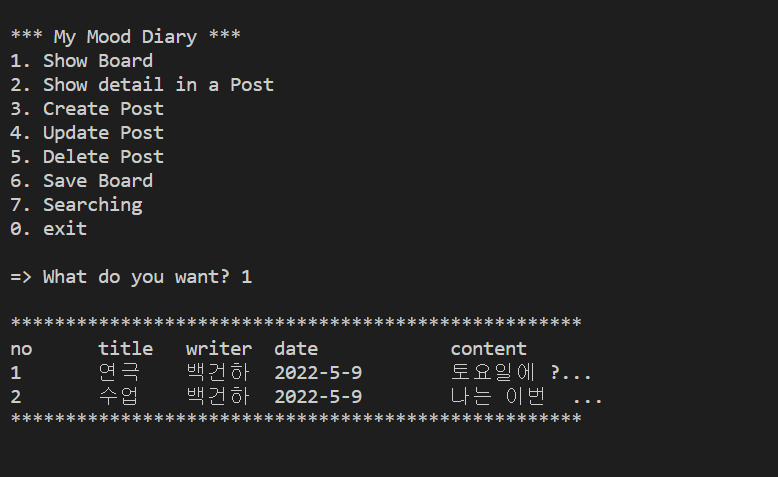 *** My Mood Diary ***
1. Show Board
2. Show detail in a Post
3. Create Post
4. Update Post
5. Delete Post
6. Save Board
7. Searching
0. exit
=> What do you want? 1
****************************************************
no title writer date content
1 연극 백건하 2022-5-9 토요일에 ?...
2 수업 백건하 2022-5-9 나는 이번 ...
****************************************************